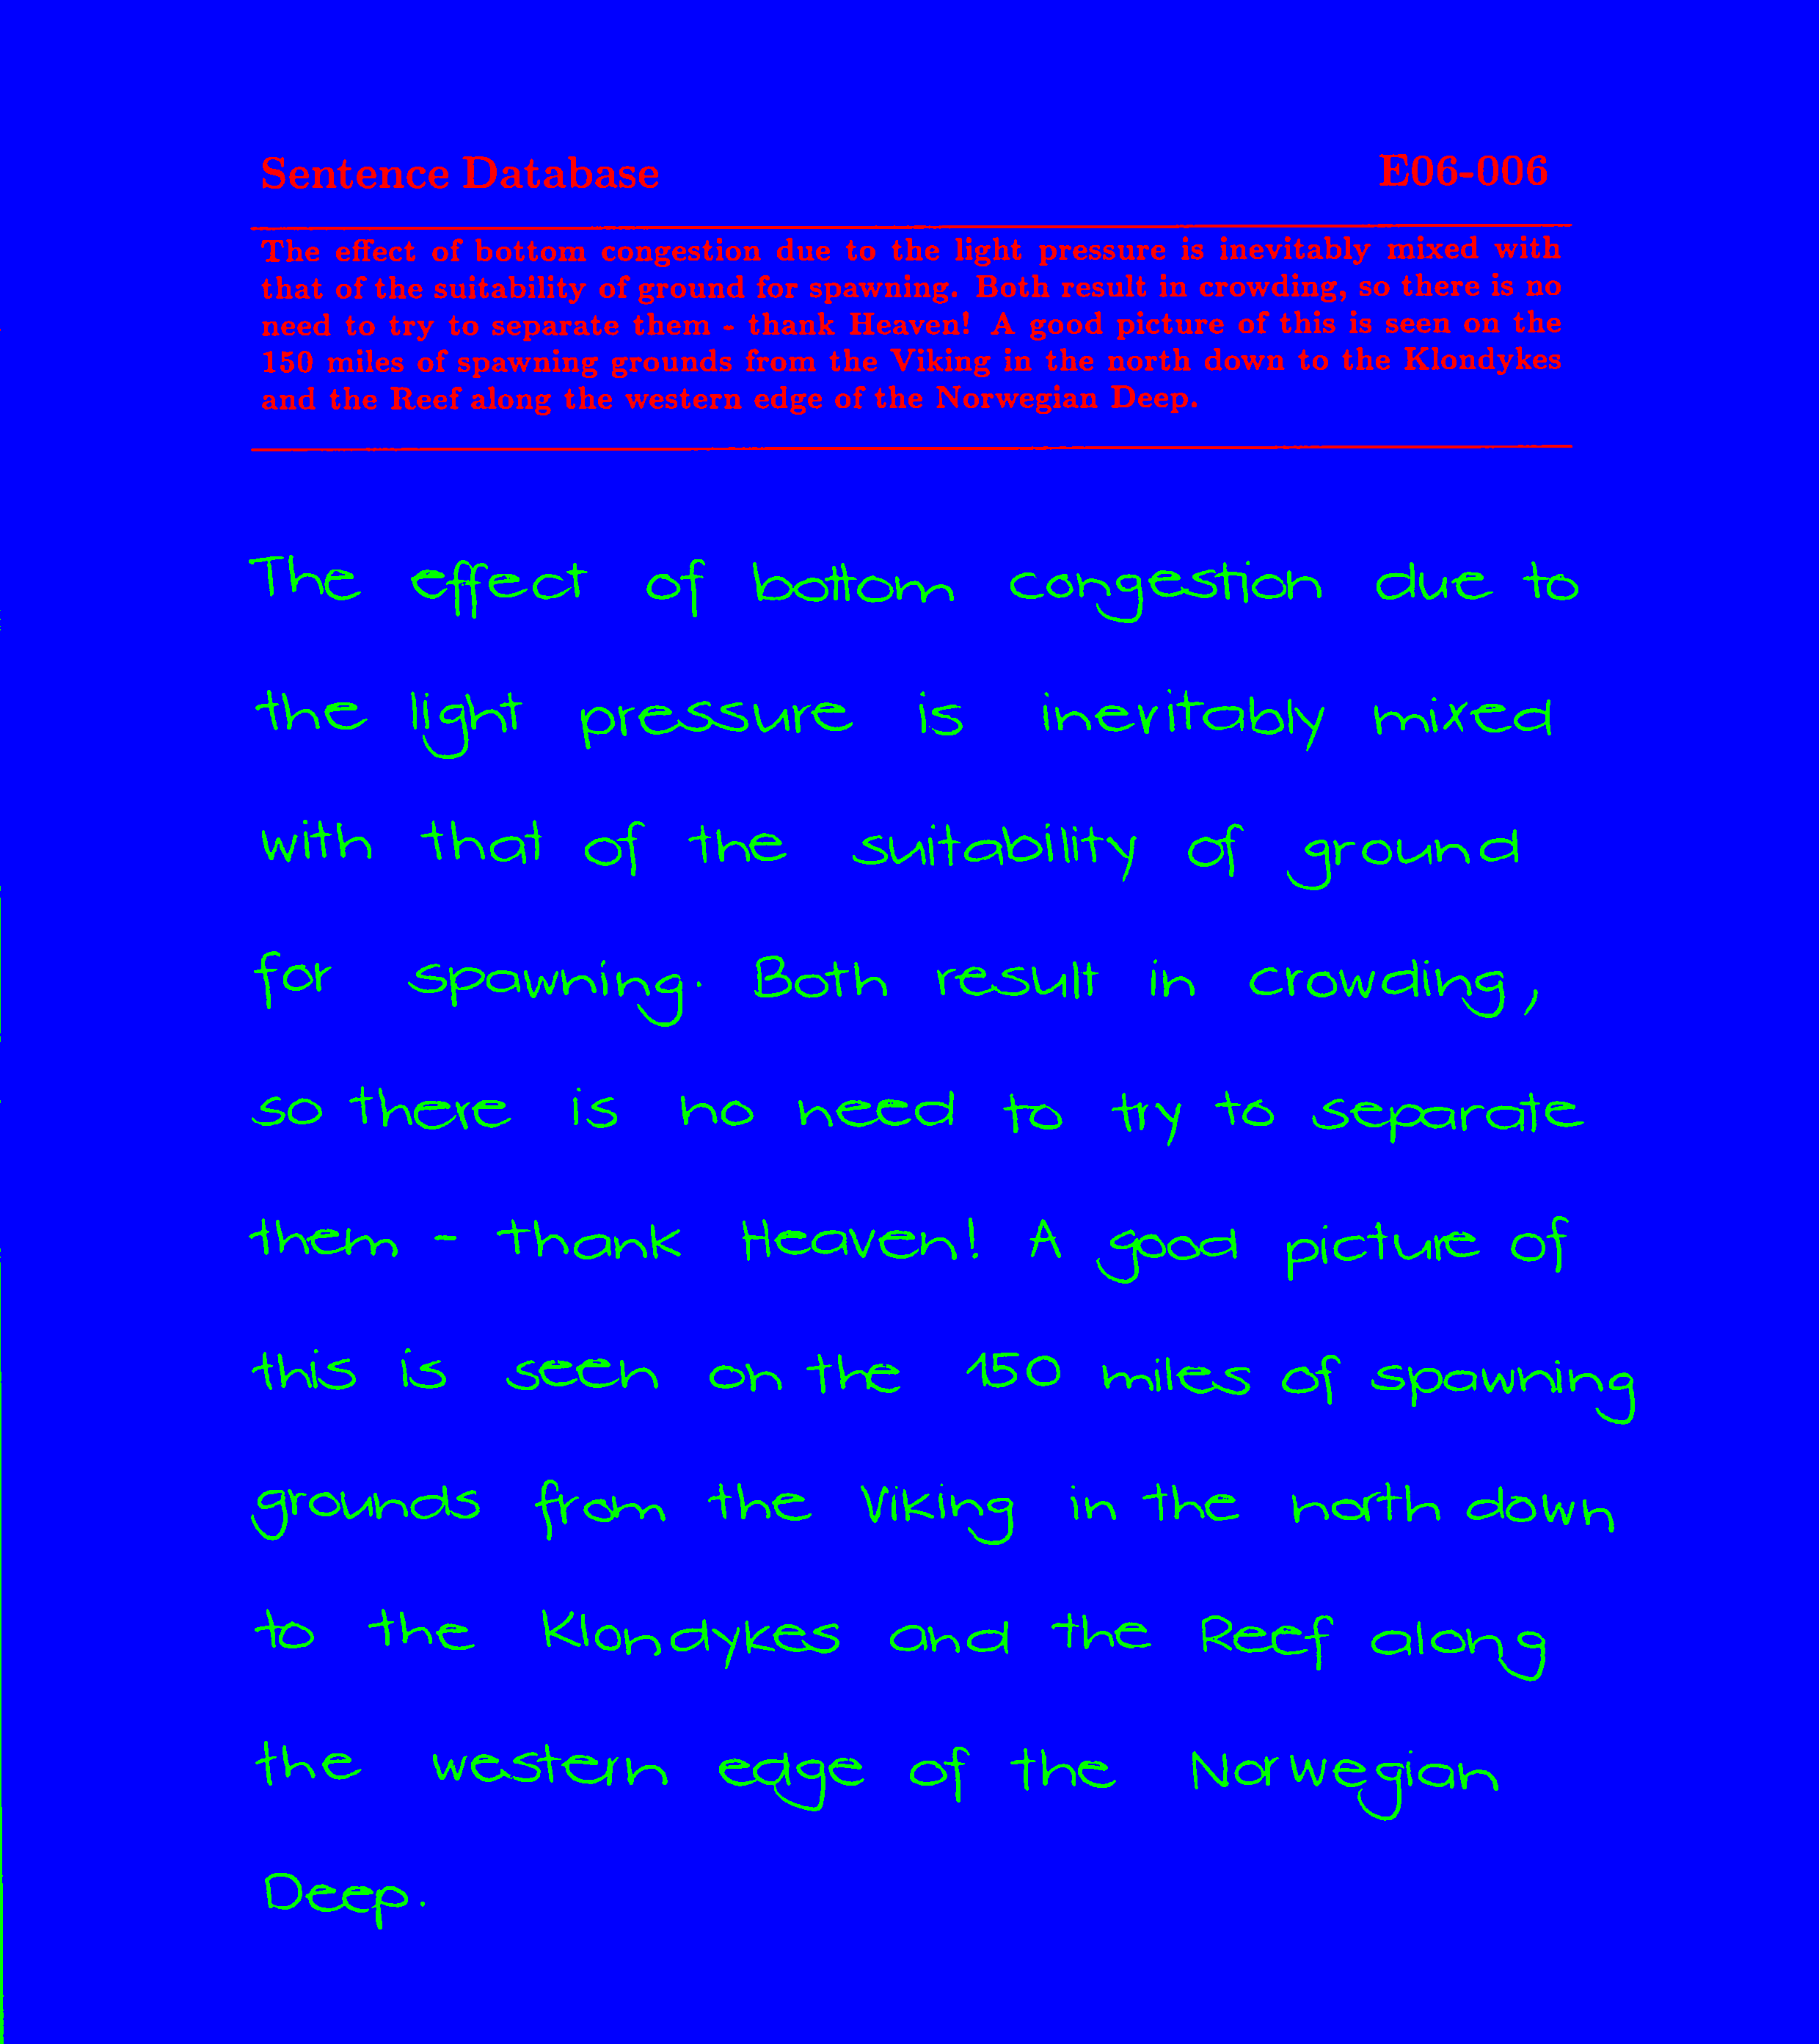 Sentence Database E06-006
The effect of bottom congestion due to the light pressure is inevitably mixed with
that of the suitability of ground for spawning. Both result in crowding, so there is no
need to try to separate them - thank Heaven! A good picture of this is seen on the
150 miles of spawning grounds from the Viking in the north down to the Klondykes
and the Reef along the western edge of the Norwegian Deep.
The effect of bottom congestion due to
the light pressure is inevitably mixed
with that of the suitability of ground
for spawning. Both result in crowding,
so there is no need to try to separate
them - thank Heaven! A good picture of
this is seen on the 150 miles of spawning
grounds from the Viking in the north down
to the Klondykes and the Reef along
the western edge of the Norwegian
Deep.